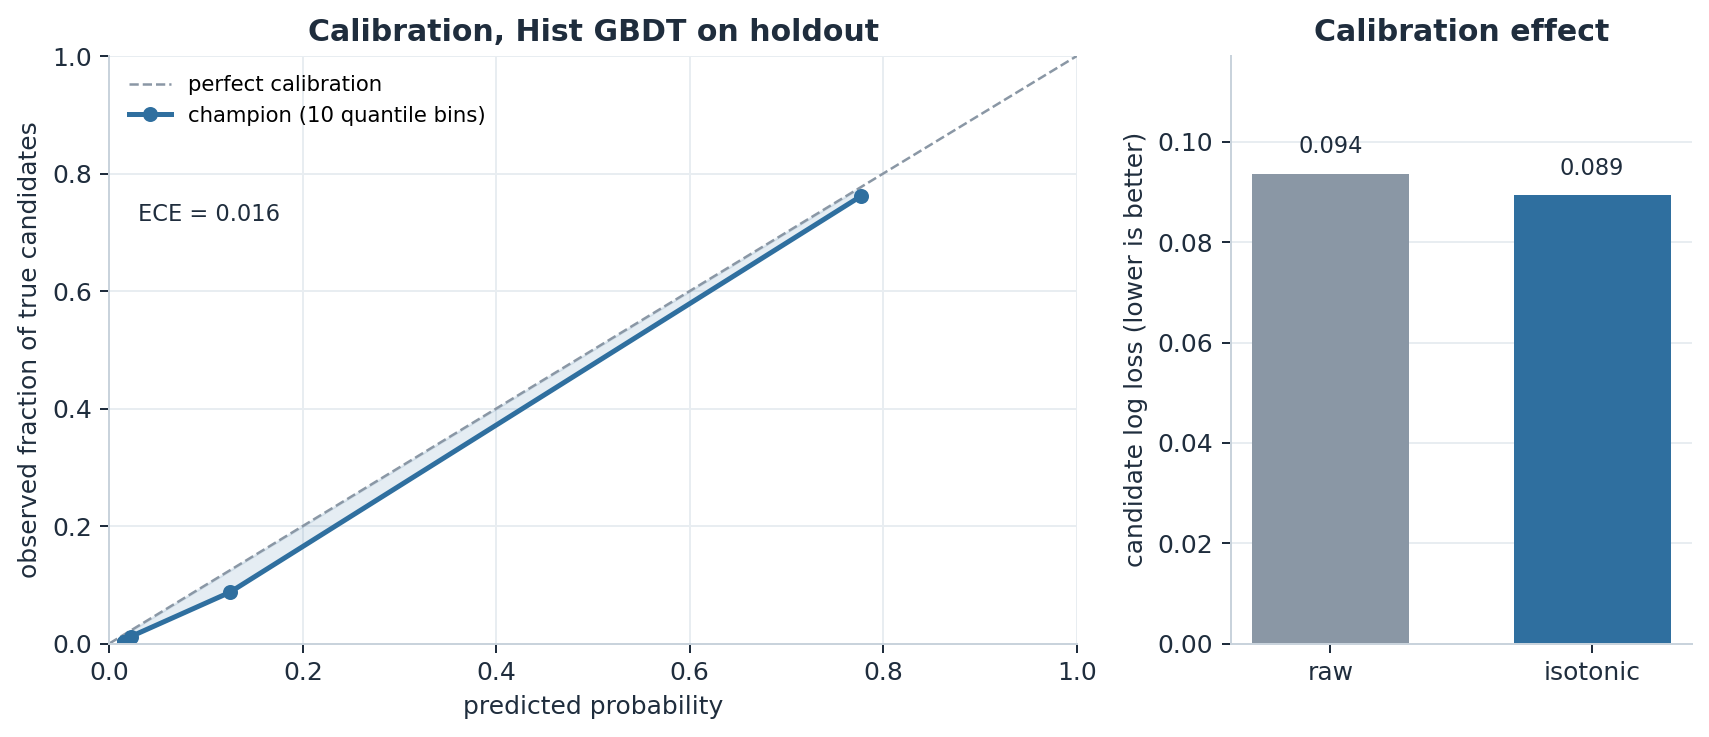 Calibration, Hist GBDT on holdout
perfect calibration
champion (10 quantile bins)
ECE = 0.016
observed fraction of true candidates
1.0
0.8
0.6
0.4
0.2
0.0
0.0 0.2 0.4 0.6 0.8 1.0
predicted probability
Calibration effect
candidate log loss (lower is better)
0.10
0.08
0.06
0.04
0.02
0.00
0.094
0.089
raw isotonic